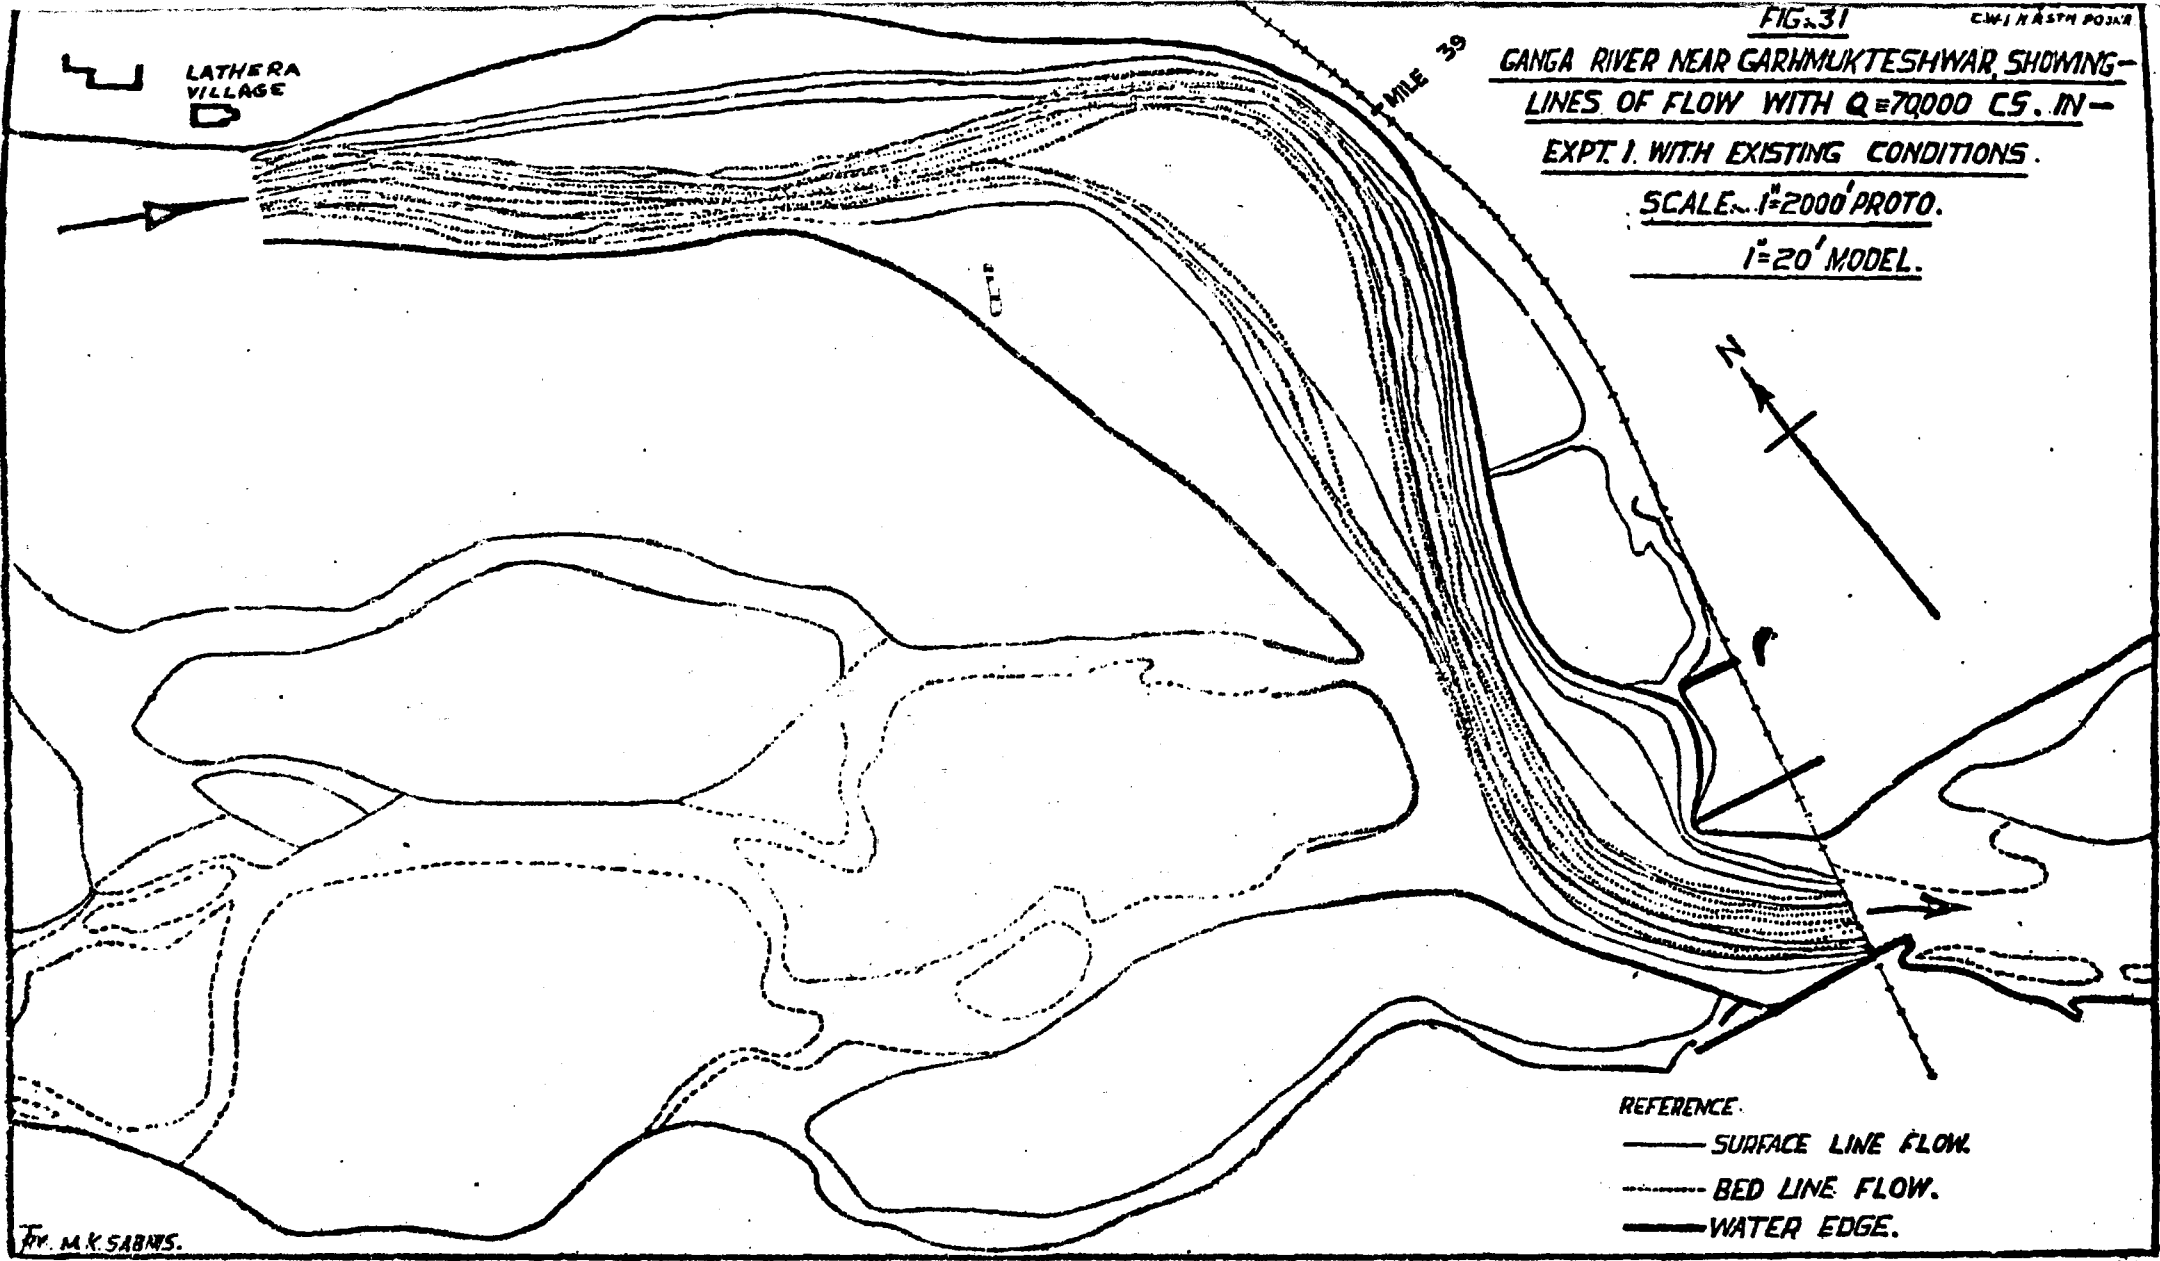 FIG:-31
GANGA RIVER NEAR GARHMUKTESHWAR, SHOWING-
LINES OF FLOW WITH Q=70,000 CS. IN-
EXPT. 1. WITH EXISTING CONDITIONS.
SCALE:- 1"=2000' PROTO.
1"=20' MODEL.
LATHERA
VILLAGE
MILE 39
N
REFERENCE.
SURFACE LINE FLOW.
BED LINE FLOW.
WATER EDGE.
M.K. SABNIS.